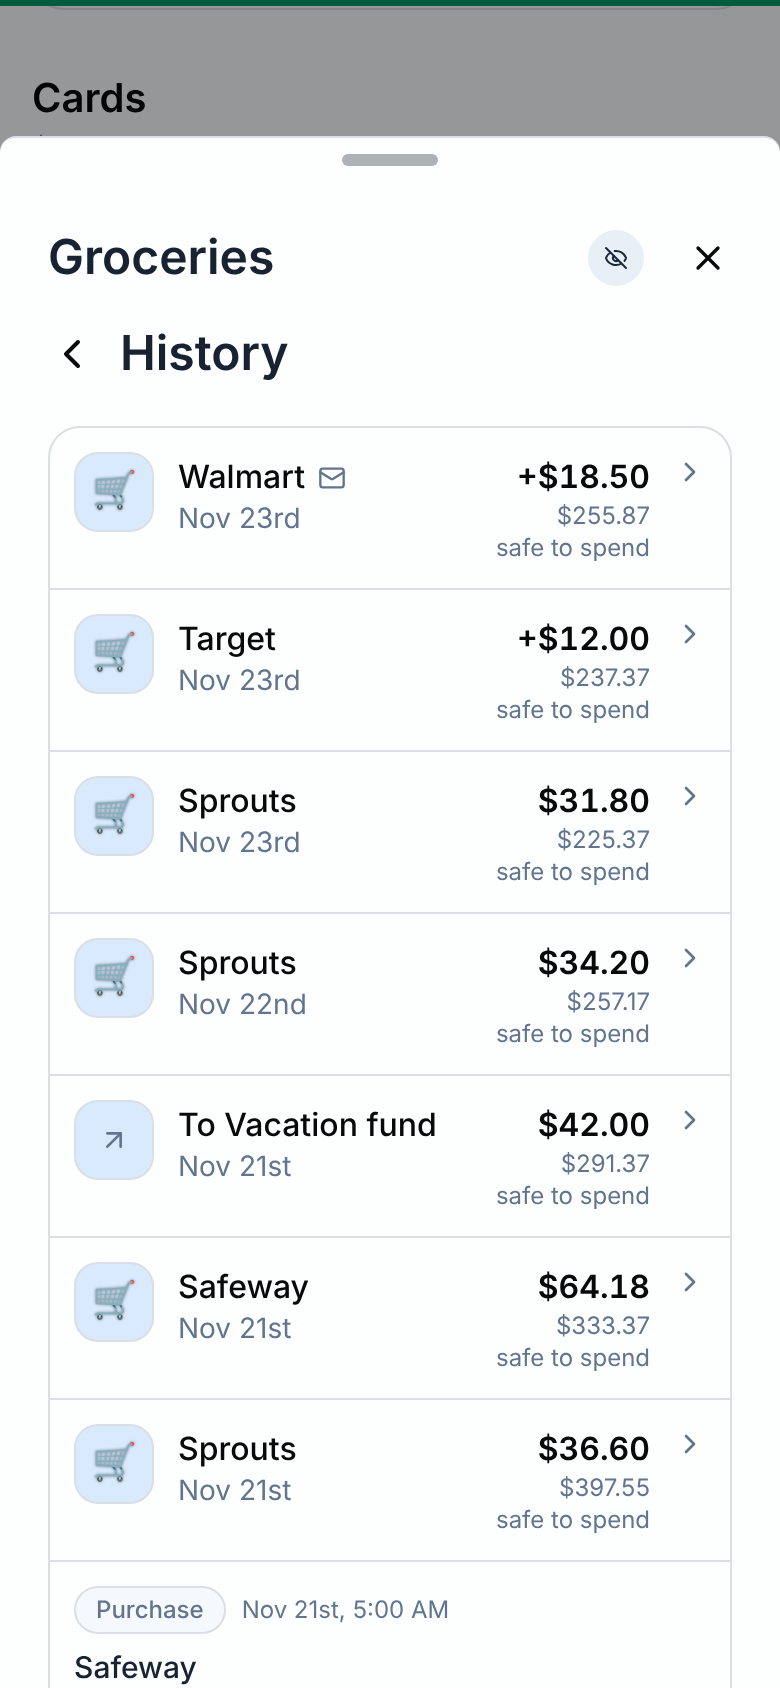 Cards
Groceries
History
Walmart
Nov 23rd
+$18.50
$255.87
safe to spend
Target
Nov 23rd
+$12.00
$237.37
safe to spend
Sprouts
Nov 23rd
$31.80
$225.37
safe to spend
Sprouts
Nov 22nd
$34.20
$257.17
safe to spend
To Vacation fund
Nov 21st
$42.00
$291.37
safe to spend
Safeway
Nov 21st
$64.18
$333.37
safe to spend
Sprouts
Nov 21st
$36.60
$397.55
safe to spend
Purchase Nov 21st, 5:00 AM
Safeway